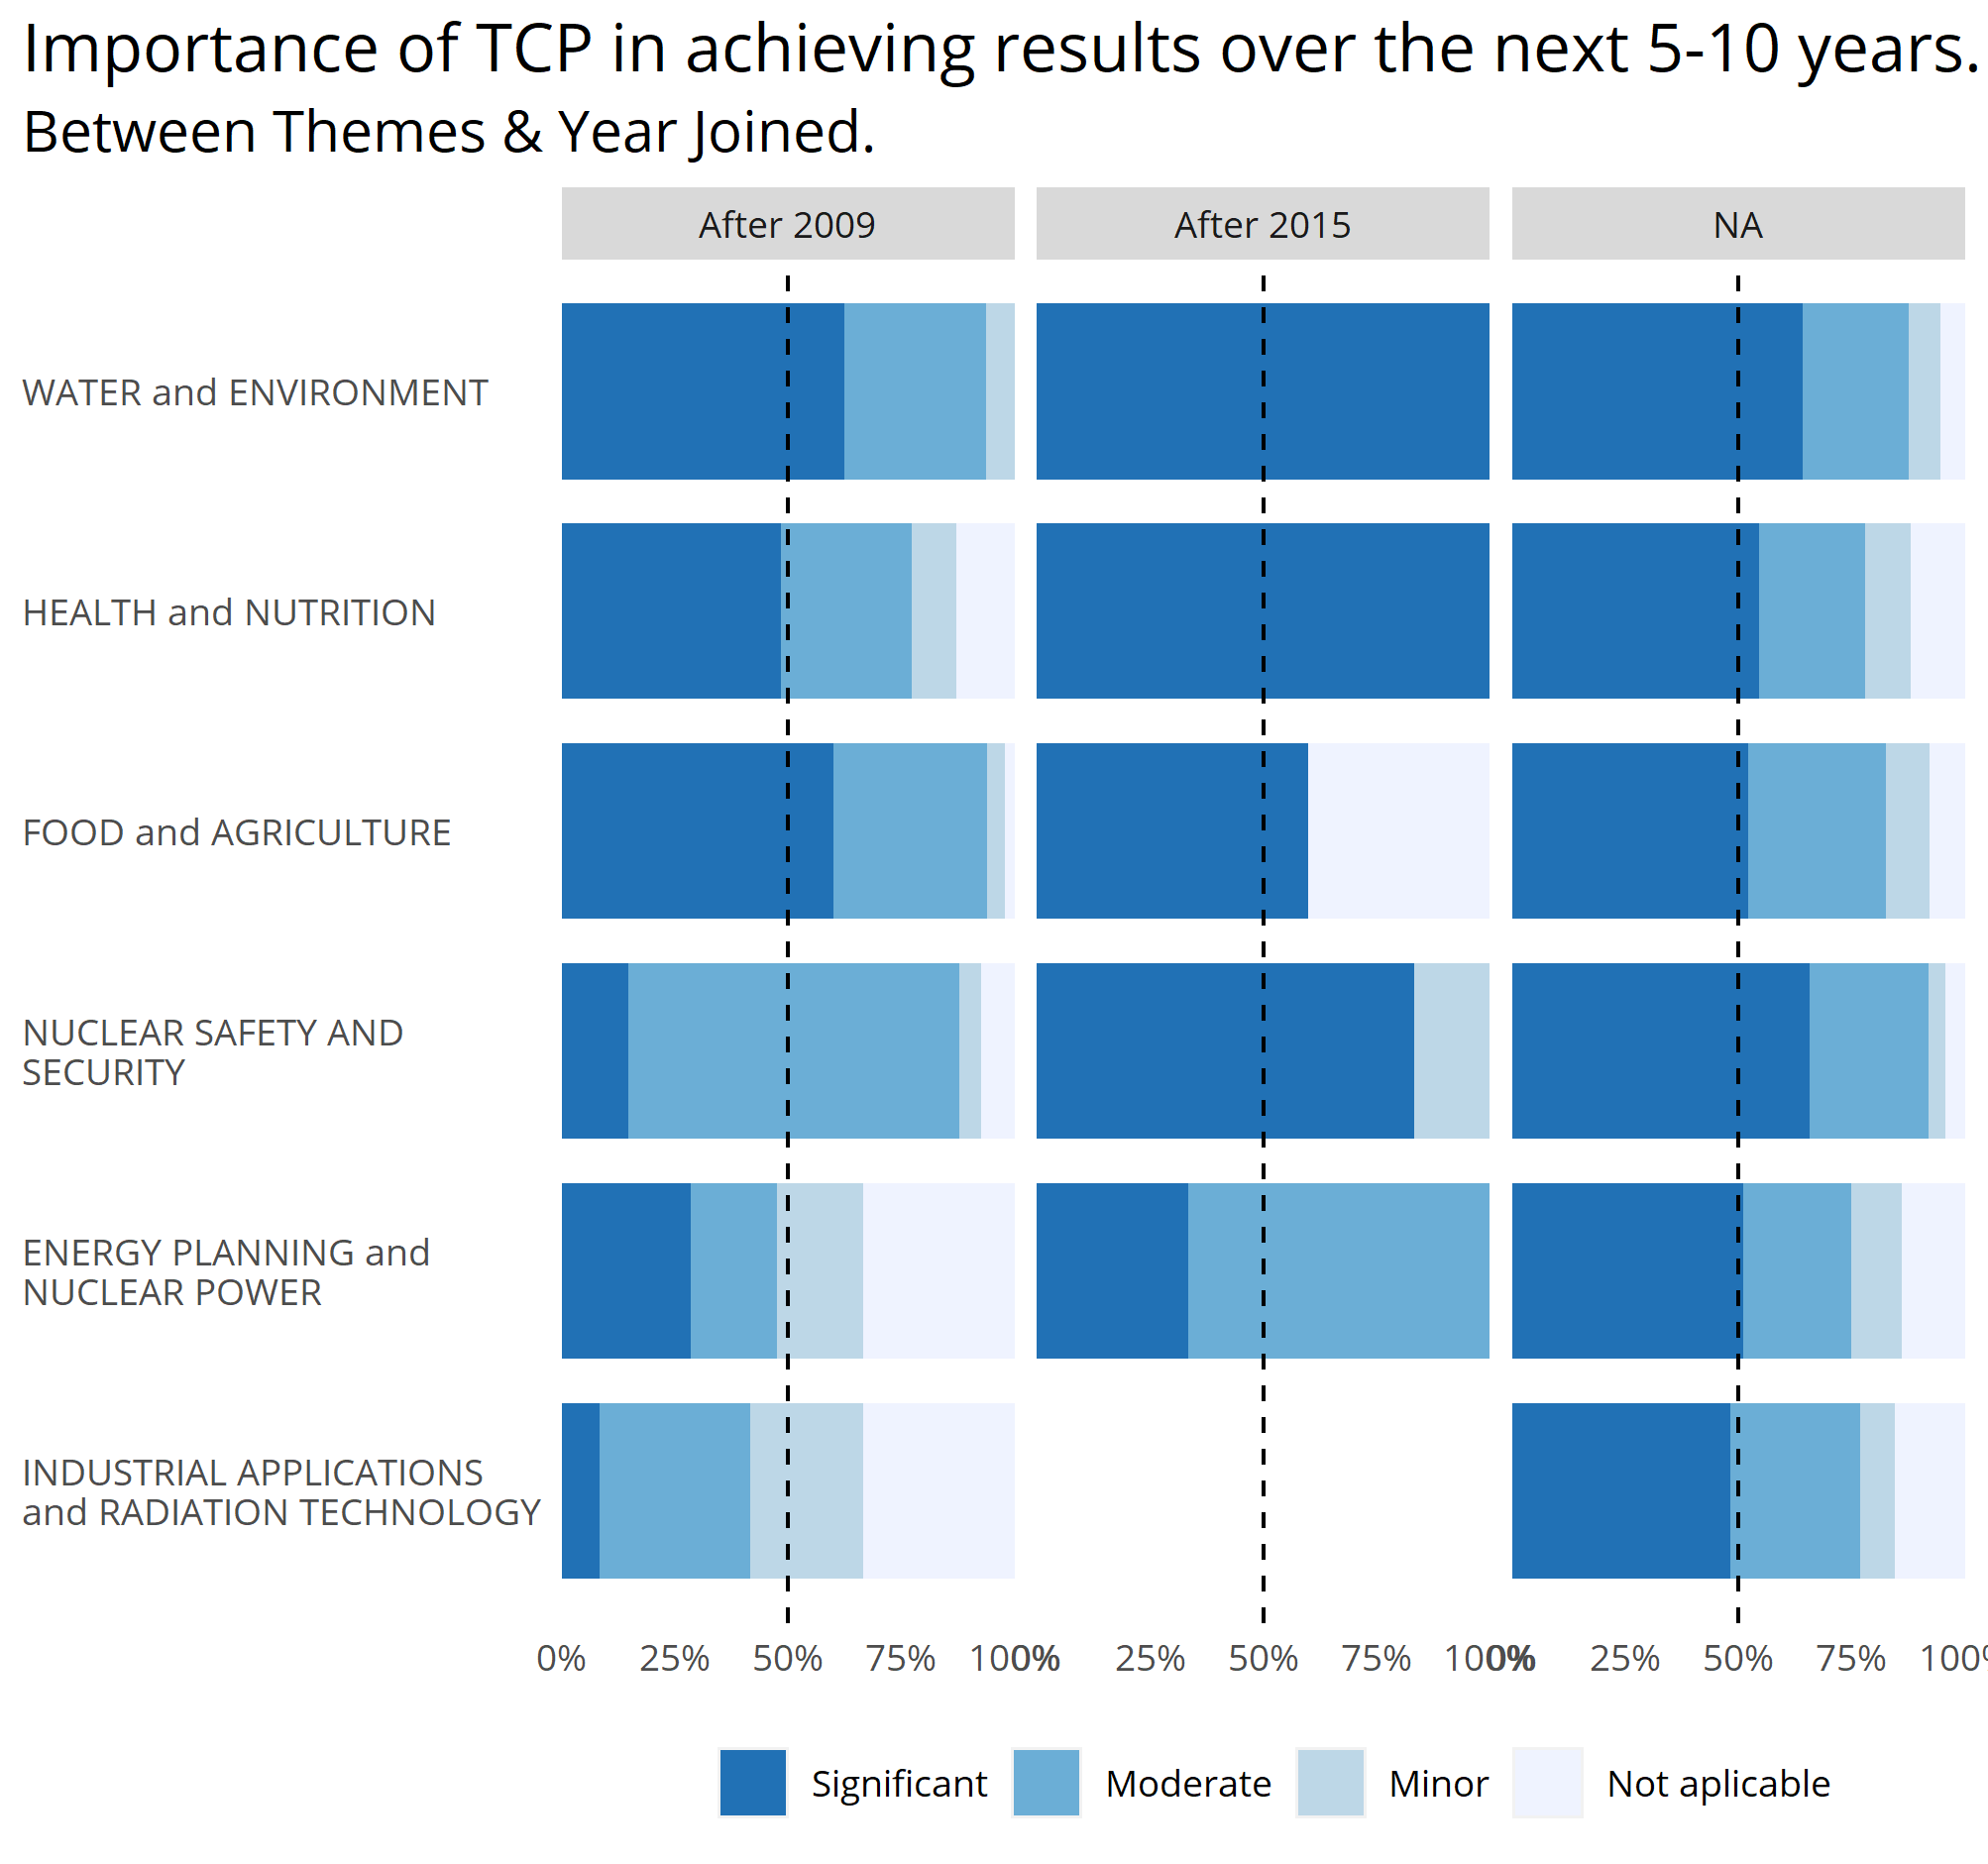 Importance of TCP in achieving results over the next 5-10 years.
Between Themes & Year Joined.
After 2009 After 2015 NA
WATER and ENVIRONMENT
HEALTH and NUTRITION
FOOD and AGRICULTURE
NUCLEAR SAFETY AND
SECURITY
ENERGY PLANNING and
NUCLEAR POWER
INDUSTRIAL APPLICATIONS
and RADIATION TECHNOLOGY
0% 25% 50% 75% 100% 0% 25% 50% 75% 100% 0% 25% 50% 75% 100%
Significant Moderate Minor Not aplicable